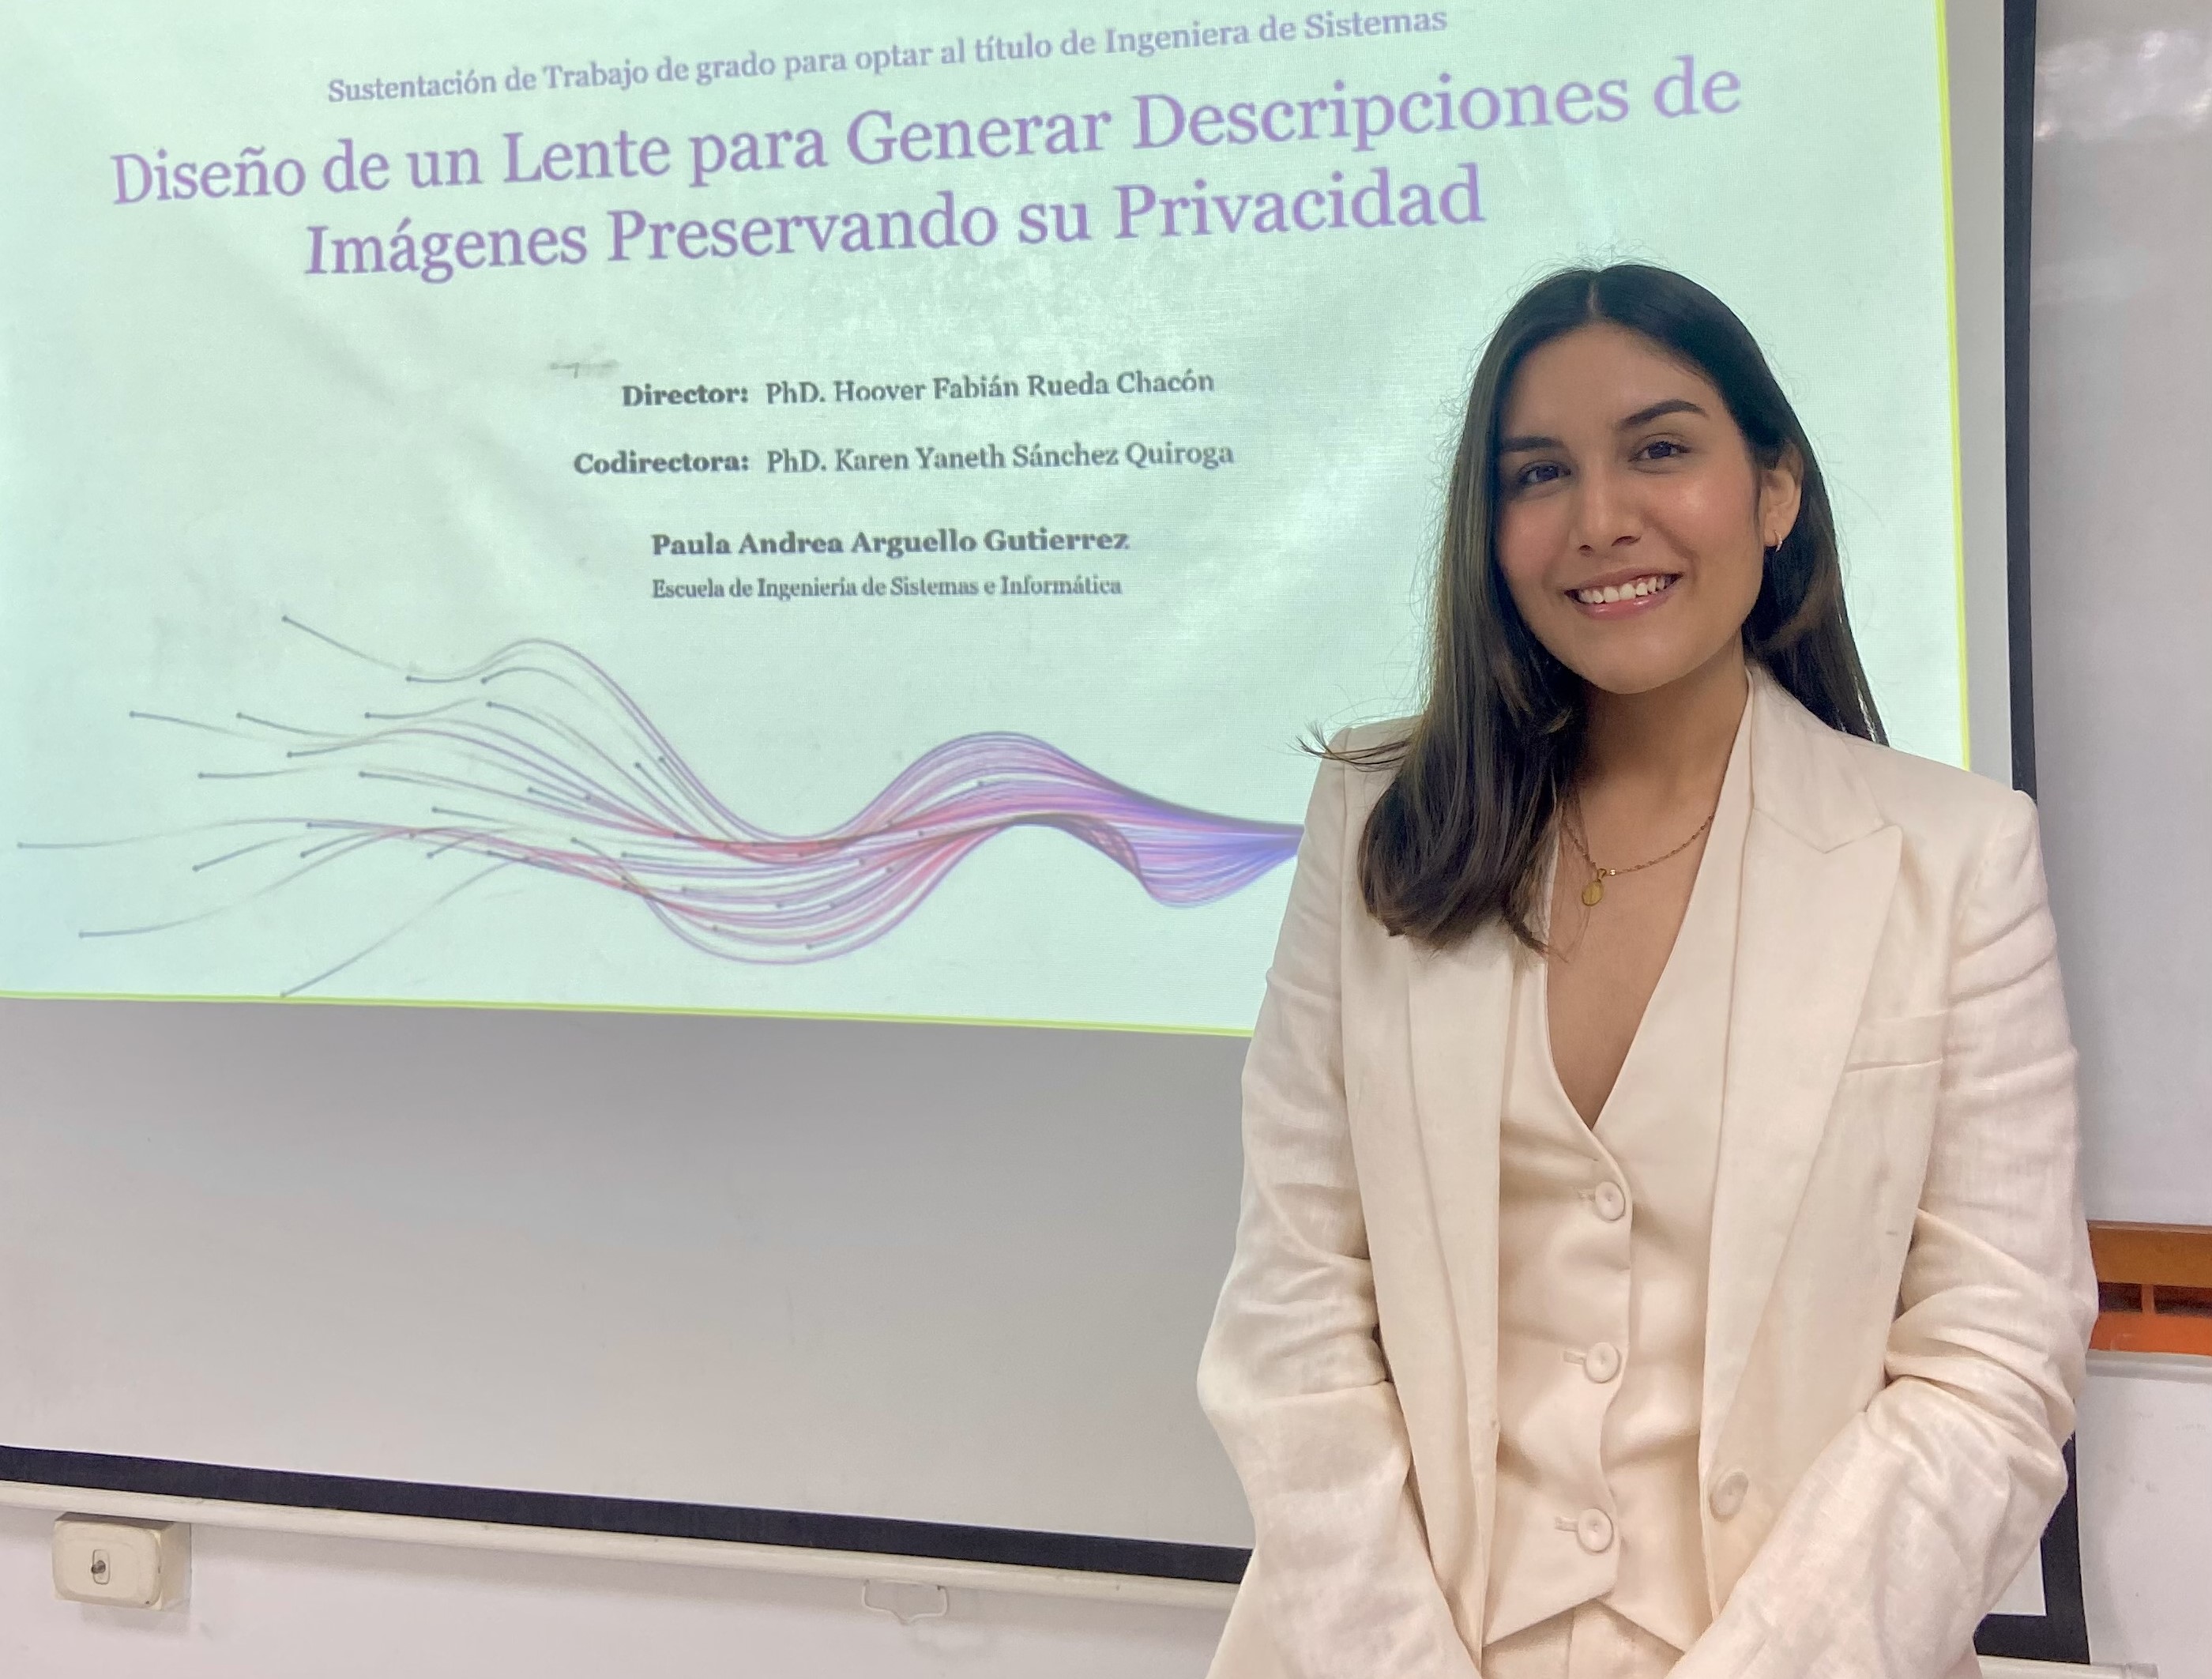 Sustentación de Trabajo de grado para optar al título de Ingeniera de Sistemas
Diseño de un Lente para Generar Descripciones de
Imágenes Preservando su Privacidad
Director: PhD. Hoover Fabián Rueda Chacón
Codirectora: PhD. Karen Yaneth Sánchez Quiroga
Paula Andrea Arguello Gutierrez
Escuela de Ingeniería de Sistemas e Informática